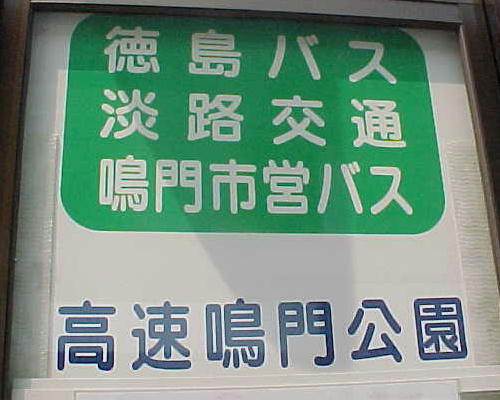 徳島バス
淡路交通
鳴門市営バス
高速鳴門公園